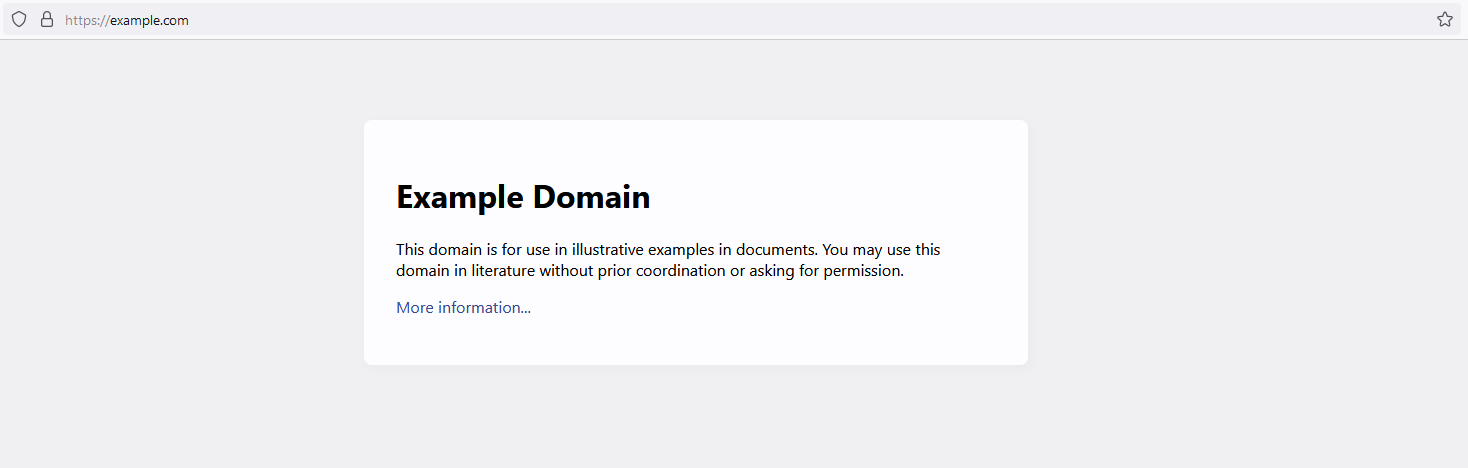 https://example.com
Example Domain
This domain is for use in illustrative examples in documents. You may use this
domain in literature without prior coordination or asking for permission.
More information...